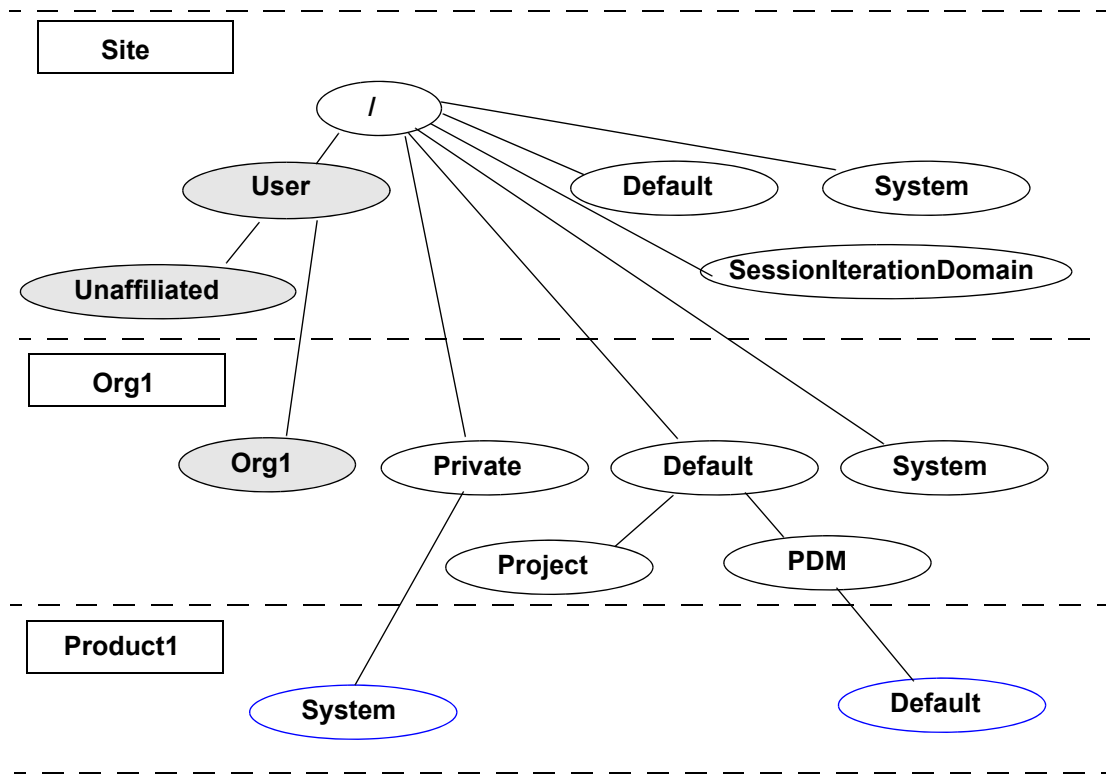 Site
/
User
Default
System
SessionIterationDomain
Unaffiliated
Org1
Org1
Private
Default
System
Project
PDM
Product1
System
Default